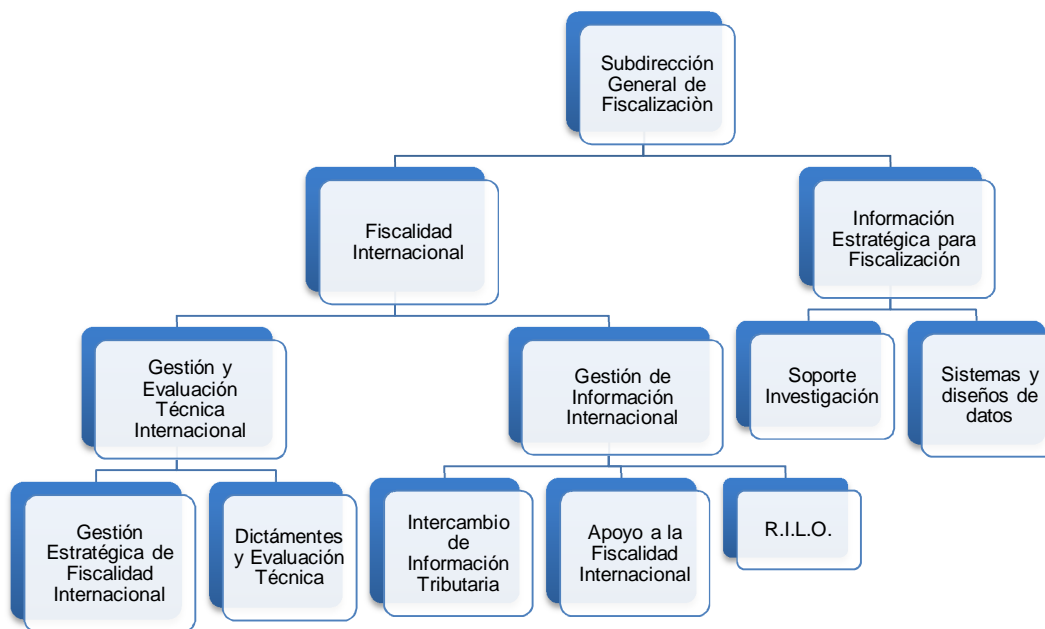 Subdirección
General de
Fiscalizaciòn
Fiscalidad
Internacional
Información
Estratégica para
Fiscalización
Gestión y
Evaluación
Técnica
Internacional
Gestión de
Información
Internacional
Soporte
Investigación
Sistemas y
diseños de
datos
Gestión
Estratégica de
Fiscalidad
Internacional
Dictámentes
y Evaluación
Técnica
Intercambio
de
Información
Tributaria
Apoyo a la
Fiscalidad
Internacional
R.I.L.O.